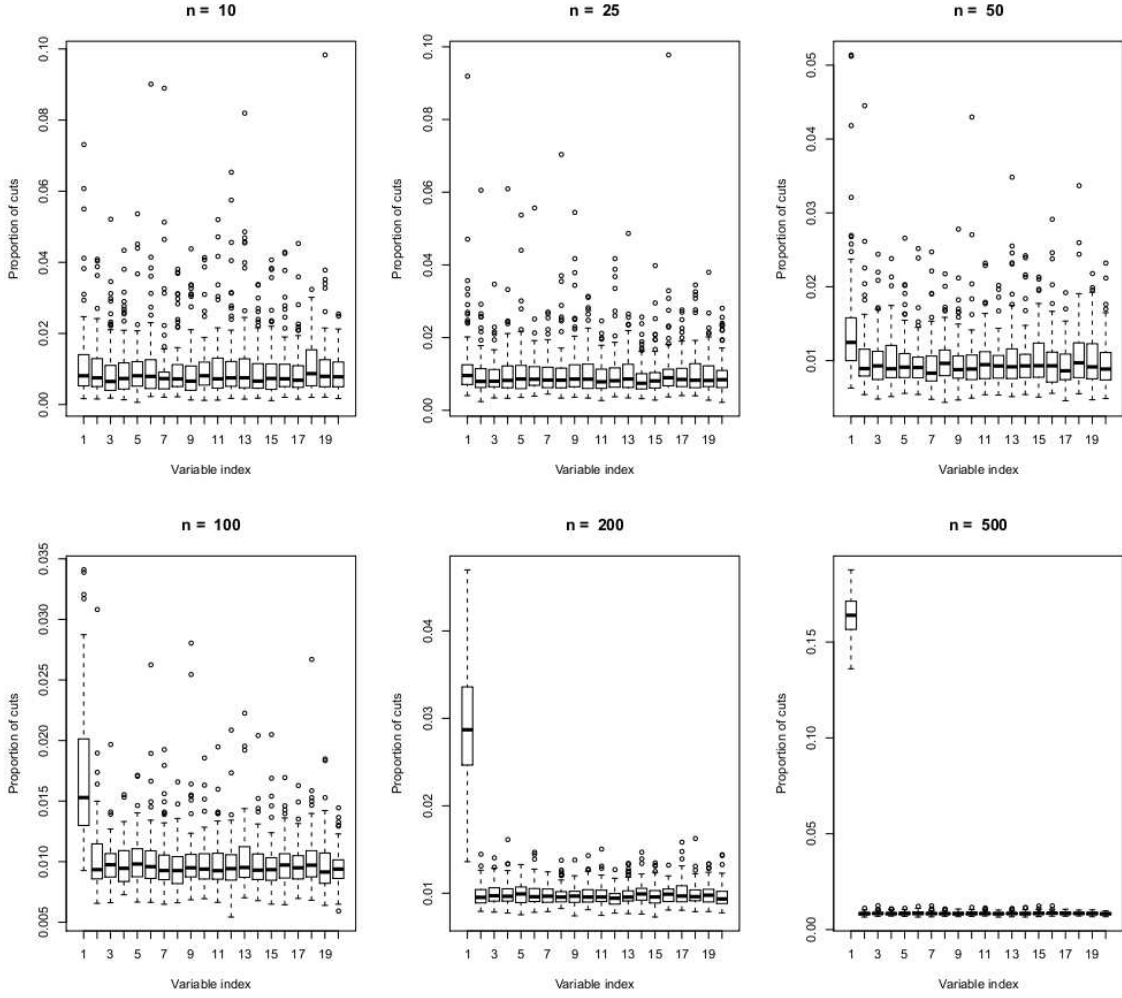 n = 10
Proportion of cuts
0.00 0.02 0.04 0.06 0.08 0.10
1 3 5 7 9 11 13 15 17 19
Variable index
n = 25
Proportion of cuts
0.00 0.02 0.04 0.06 0.08 0.10
1 3 5 7 9 11 13 15 17 19
Variable index
n = 50
Proportion of cuts
0.01 0.02 0.03 0.04 0.05
1 3 5 7 9 11 13 15 17 19
Variable index
n = 100
Proportion of cuts
0.005 0.010 0.015 0.020 0.025 0.030 0.035
1 3 5 7 9 11 13 15 17 19
Variable index
n = 200
Proportion of cuts
0.01 0.02 0.03 0.04
1 3 5 7 9 11 13 15 17 19
Variable index
n = 500
Proportion of cuts
0.00 0.05 0.10 0.15
1 3 5 7 9 11 13 15 17 19
Variable index